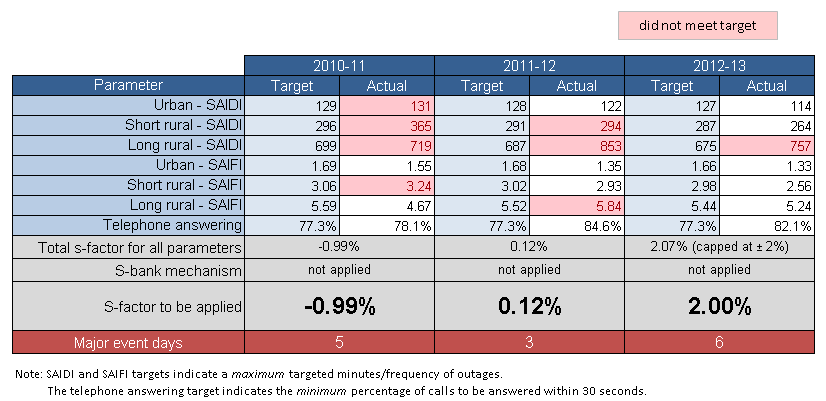 did not meet target
2010-11 2011-12 2012-13
Parameter Target Actual Target Actual Target Actual
Urban - SAIDI 129 131 128 122 127 114
Short rural - SAIDI 296 365 291 294 287 264
Long rural - SAIDI 699 719 687 853 675 757
Urban - SAIFI 1.69 1.55 1.68 1.35 1.66 1.33
Short rural - SAIFI 3.06 3.24 3.02 2.93 2.98 2.56
Long rural - SAIFI 5.59 4.67 5.52 5.84 5.44 5.24
Telephone answering 77.3% 78.1% 77.3% 84.6% 77.3% 82.1%
Total s-factor for all parameters -0.99% 0.12% 2.07% (capped at ± 2%)
S-bank mechanism not applied not applied not applied
S-factor to be applied -0.99% 0.12% 2.00%
Major event days 5 3 6
Note: SAIDI and SAIFI targets indicate a maximum targeted minutes/frequency of outages.
The telephone answering target indicates the minimum percentage of calls to be answered within 30 seconds.